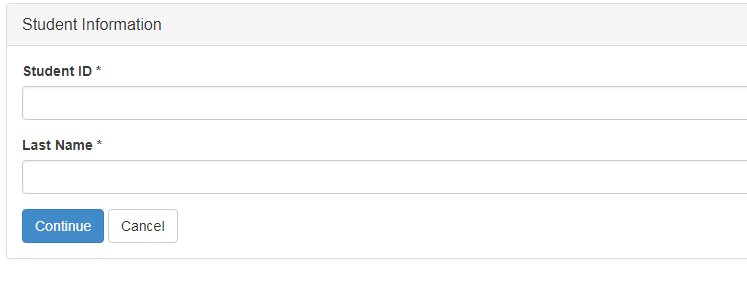 Student Information
Student ID *
Last Name *
Continue Cancel